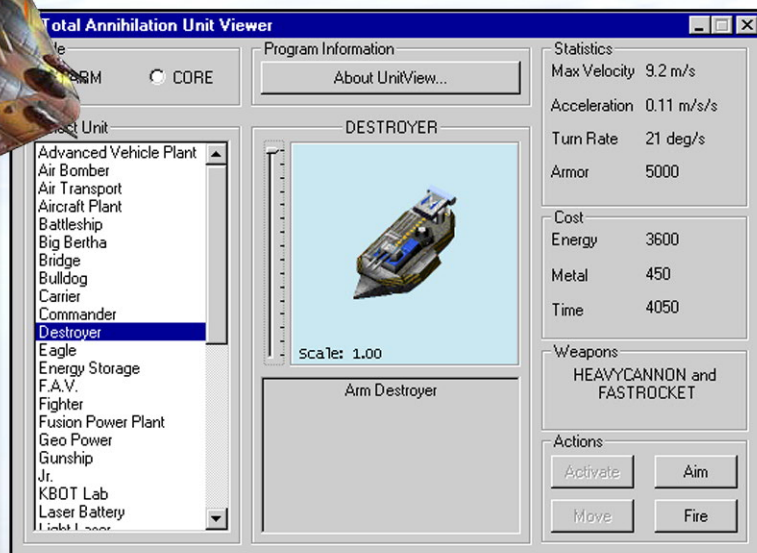 Total Annihilation Unit Viewer
CORE
Program Information
About UnitView...
Select Unit
Advanced Vehicle Plant
Air Bomber
Air Transport
Aircraft Plant
Battleship
Big Bertha
Bridge
Bulldog
Carrier
Commander
Destroyer
Eagle
Energy Storage
F.A.V.
Fighter
Fusion Power Plant
Geo Power
Gunship
Jr.
KBOT Lab
Laser Battery
Light Laser
DESTROYER
Scale: 1.00
Arm Destroyer
Statistics
Max Velocity 9.2 m/s
Acceleration 0.11 m/s/s
Turn Rate 21 deg/s
Armor 5000
Cost
Energy 3600
Metal 450
Time 4050
Weapons
HEAVYCANNON and
FASTROCKET
Actions
Activate Aim
Move Fire